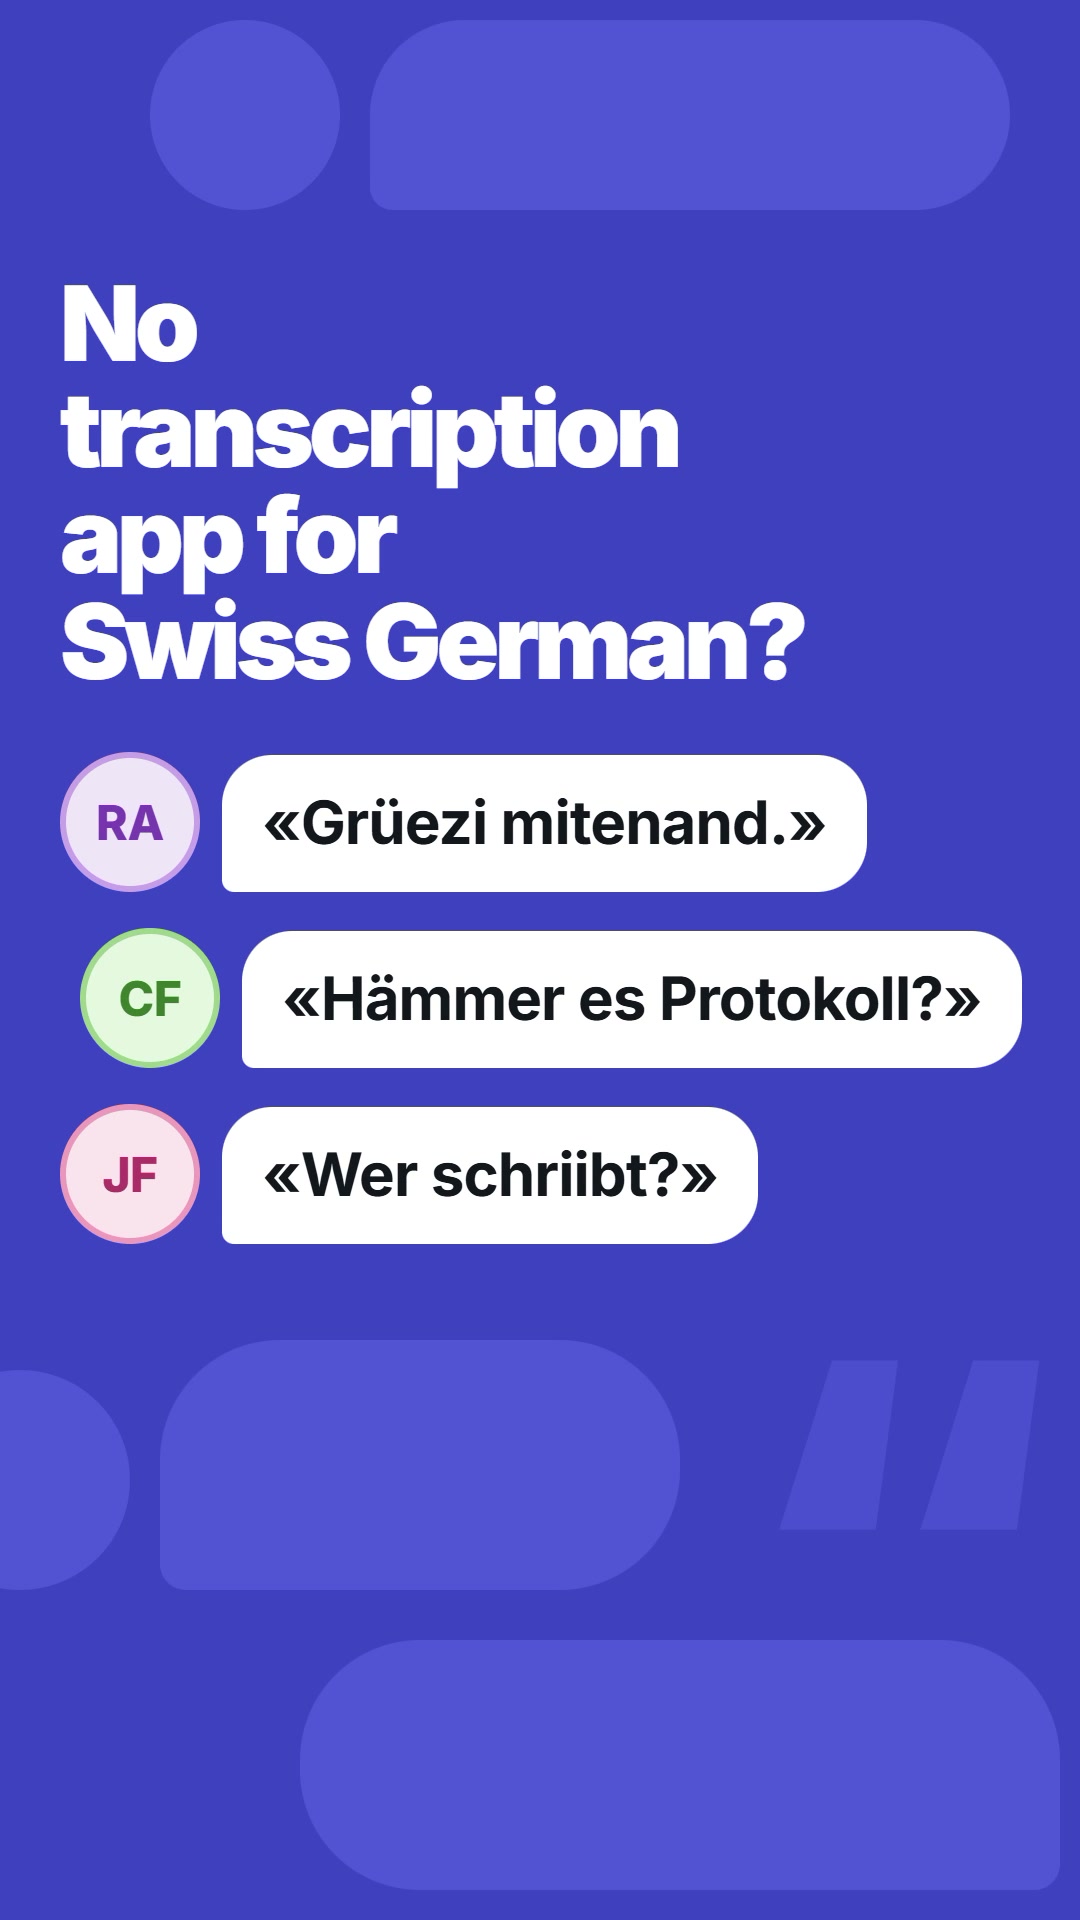 No
transcription
app for
Swiss German?
RA
«Grüezi mitenand.»
CF
«Hämmer es Protokoll?»
JF
«Wer schriibt?»